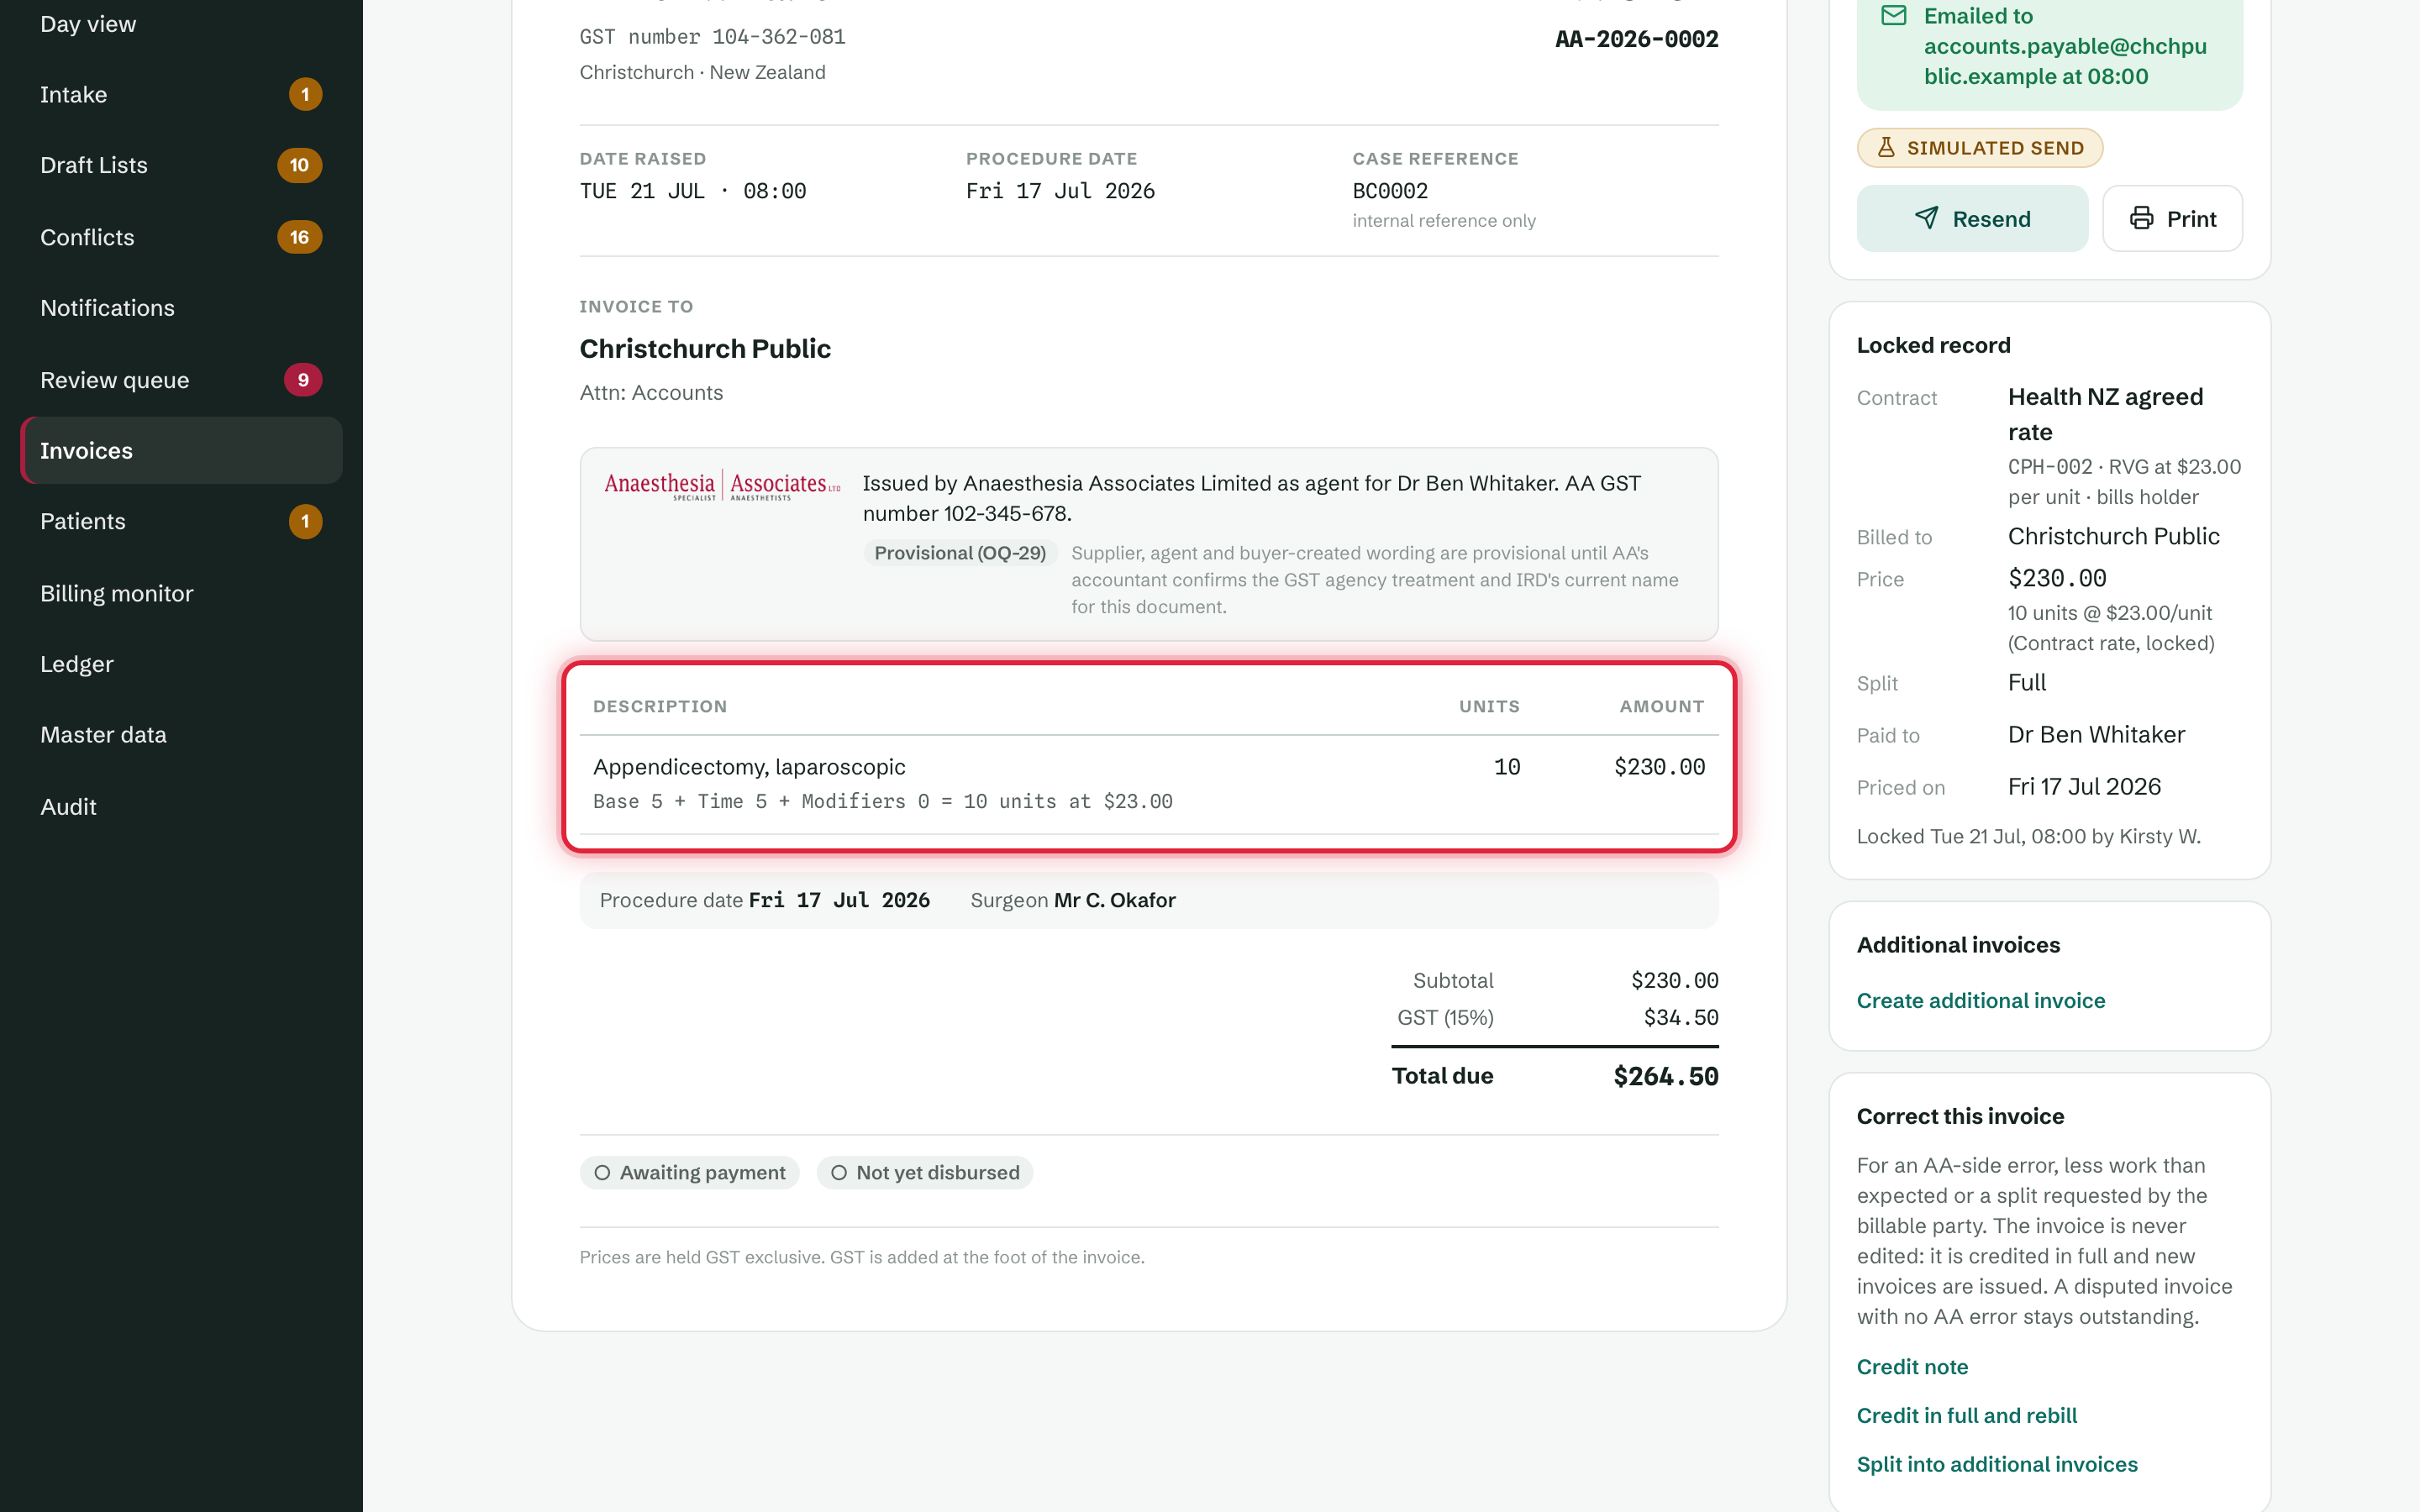 Day view
Intake 1
Draft Lists 10
Conflicts 16
Notifications
Review queue 9
Invoices
Patients 1
Billing monitor
Ledger
Master data
Audit
GST number 104-362-081
AA-2026-0002
Christchurch · New Zealand
DATE RAISED
TUE 21 JUL · 08:00
PROCEDURE DATE
Fri 17 Jul 2026
CASE REFERENCE
BC0002
internal reference only
INVOICE TO
Christchurch Public
Attn: Accounts
Anaesthesia Associates LTD
SPECIALIST ANAESTHETISTS
Issued by Anaesthesia Associates Limited as agent for Dr Ben Whitaker. AA GST
number 102-345-678.
Provisional (OQ-29)
Supplier, agent and buyer-created wording are provisional until AA's
accountant confirms the GST agency treatment and IRD's current name
for this document.
DESCRIPTION UNITS AMOUNT
Appendicectomy, laparoscopic 10 $230.00
Base 5 + Time 5 + Modifiers 0 = 10 units at $23.00
Procedure date Fri 17 Jul 2026 Surgeon Mr C. Okafor
Subtotal $230.00
GST (15%) $34.50
Total due $264.50
Awaiting payment Not yet disbursed
Prices are held GST exclusive. GST is added at the foot of the invoice.
Emailed to
accounts.payable@chchpu
blic.example at 08:00
SIMULATED SEND
Resend Print
Locked record
Contract Health NZ agreed
rate
CPH-002 · RVG at $23.00
per unit · bills holder
Billed to Christchurch Public
Price $230.00
10 units @ $23.00/unit
(Contract rate, locked)
Split Full
Paid to Dr Ben Whitaker
Priced on Fri 17 Jul 2026
Locked Tue 21 Jul, 08:00 by Kirsty W.
Additional invoices
Create additional invoice
Correct this invoice
For an AA-side error, less work than
expected or a split requested by the
billable party. The invoice is never
edited: it is credited in full and new
invoices are issued. A disputed invoice
with no AA error stays outstanding.
Credit note
Credit in full and rebill
Split into additional invoices